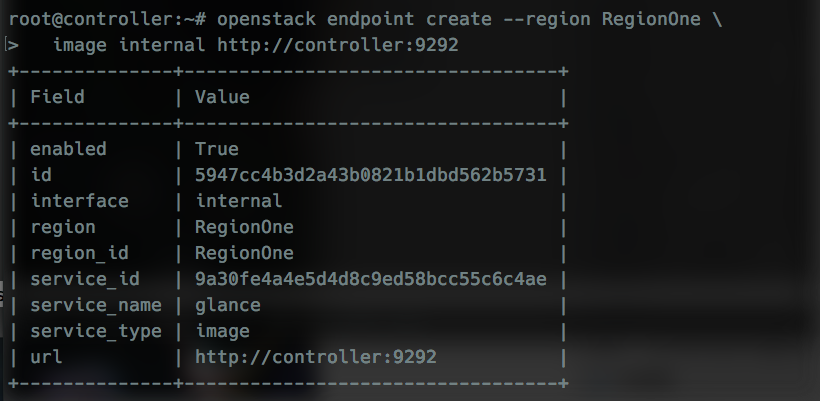 root@controller:~# openstack endpoint create --region RegionOne \
>   image internal http://controller:9292
+--------------+----------------------------------+
| Field        | Value                            |
+--------------+----------------------------------+
| enabled      | True                             |
| id           | 5947cc4b3d2a43b0821b1dbd562b5731 |
| interface    | internal                         |
| region       | RegionOne                        |
| region_id    | RegionOne                        |
| service_id   | 9a30fe4a4e5d4d8c9ed58bcc55c6c4ae |
| service_name | glance                           |
| service_type | image                            |
| url          | http://controller:9292           |
+--------------+----------------------------------+